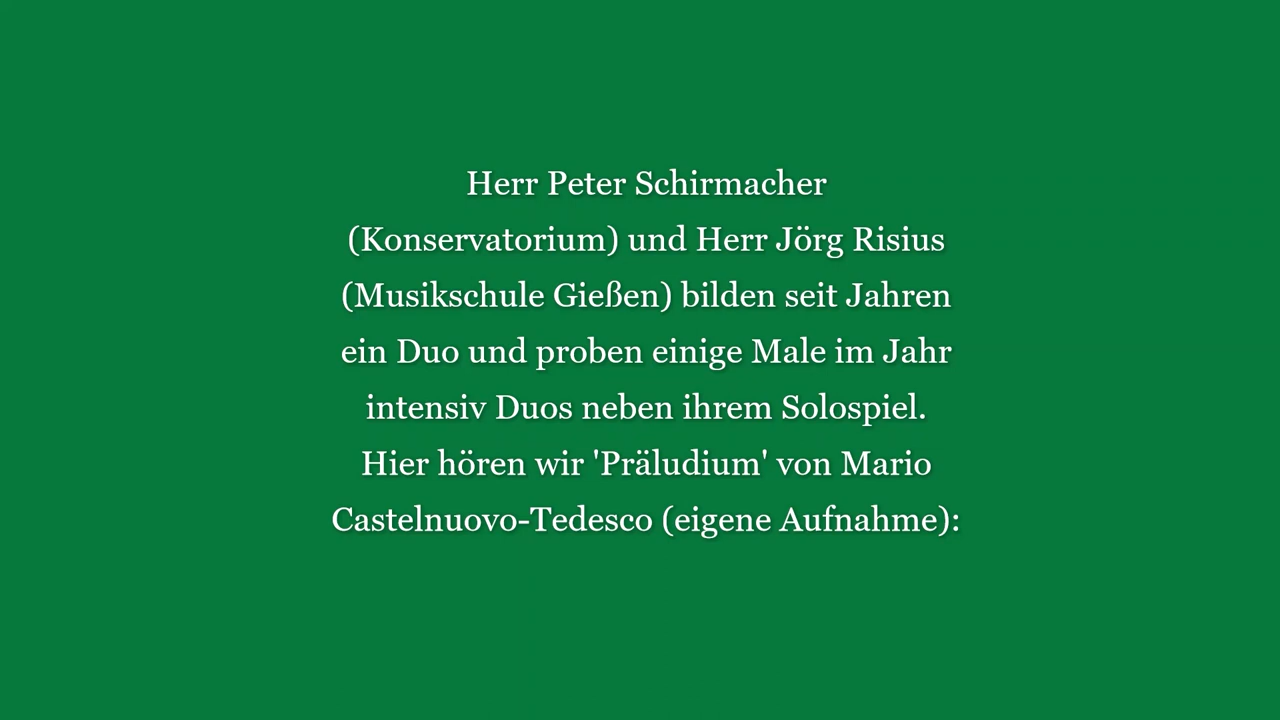 Herr Peter Schirmacher
(Konservatorium) und Herr Jörg Risius
(Musikschule Gießen) bilden seit Jahren
ein Duo und proben einige Male im Jahr
intensiv Duos neben ihrem Solospiel.
Hier hören wir 'Präludium' von Mario
Castelnuovo-Tedesco (eigene Aufnahme):